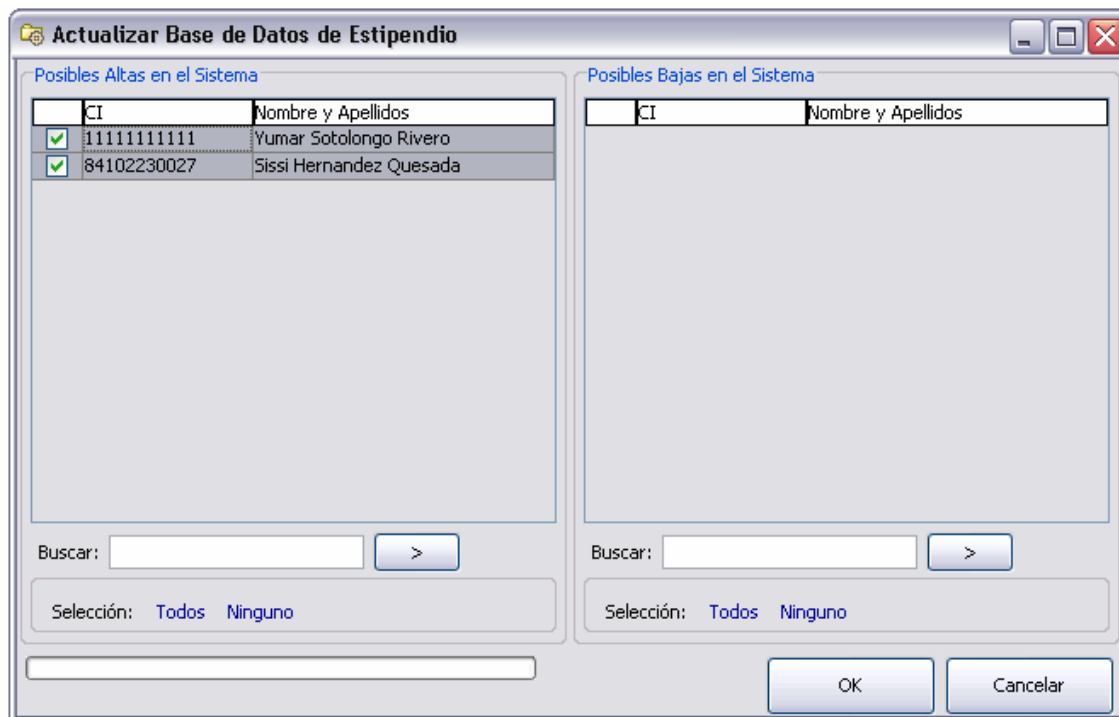 Actualizar Base de Datos de Estipendio
Posibles Altas en el Sistema
CI Nombre y Apellidos
11111111111 Yumar Sotolongo Rivero
84102230027 Sissi Hernandez Quesada
Buscar: >
Selección: Todos Ninguno
Posibles Bajas en el Sistema
CI Nombre y Apellidos
Buscar: >
Selección: Todos Ninguno
OK Cancelar